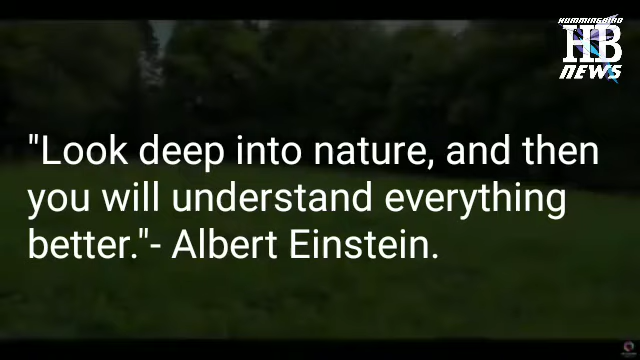 HUMMINGBIRD
HB
NEWS
"Look deep into nature, and then
you will understand everything
better."- Albert Einstein.